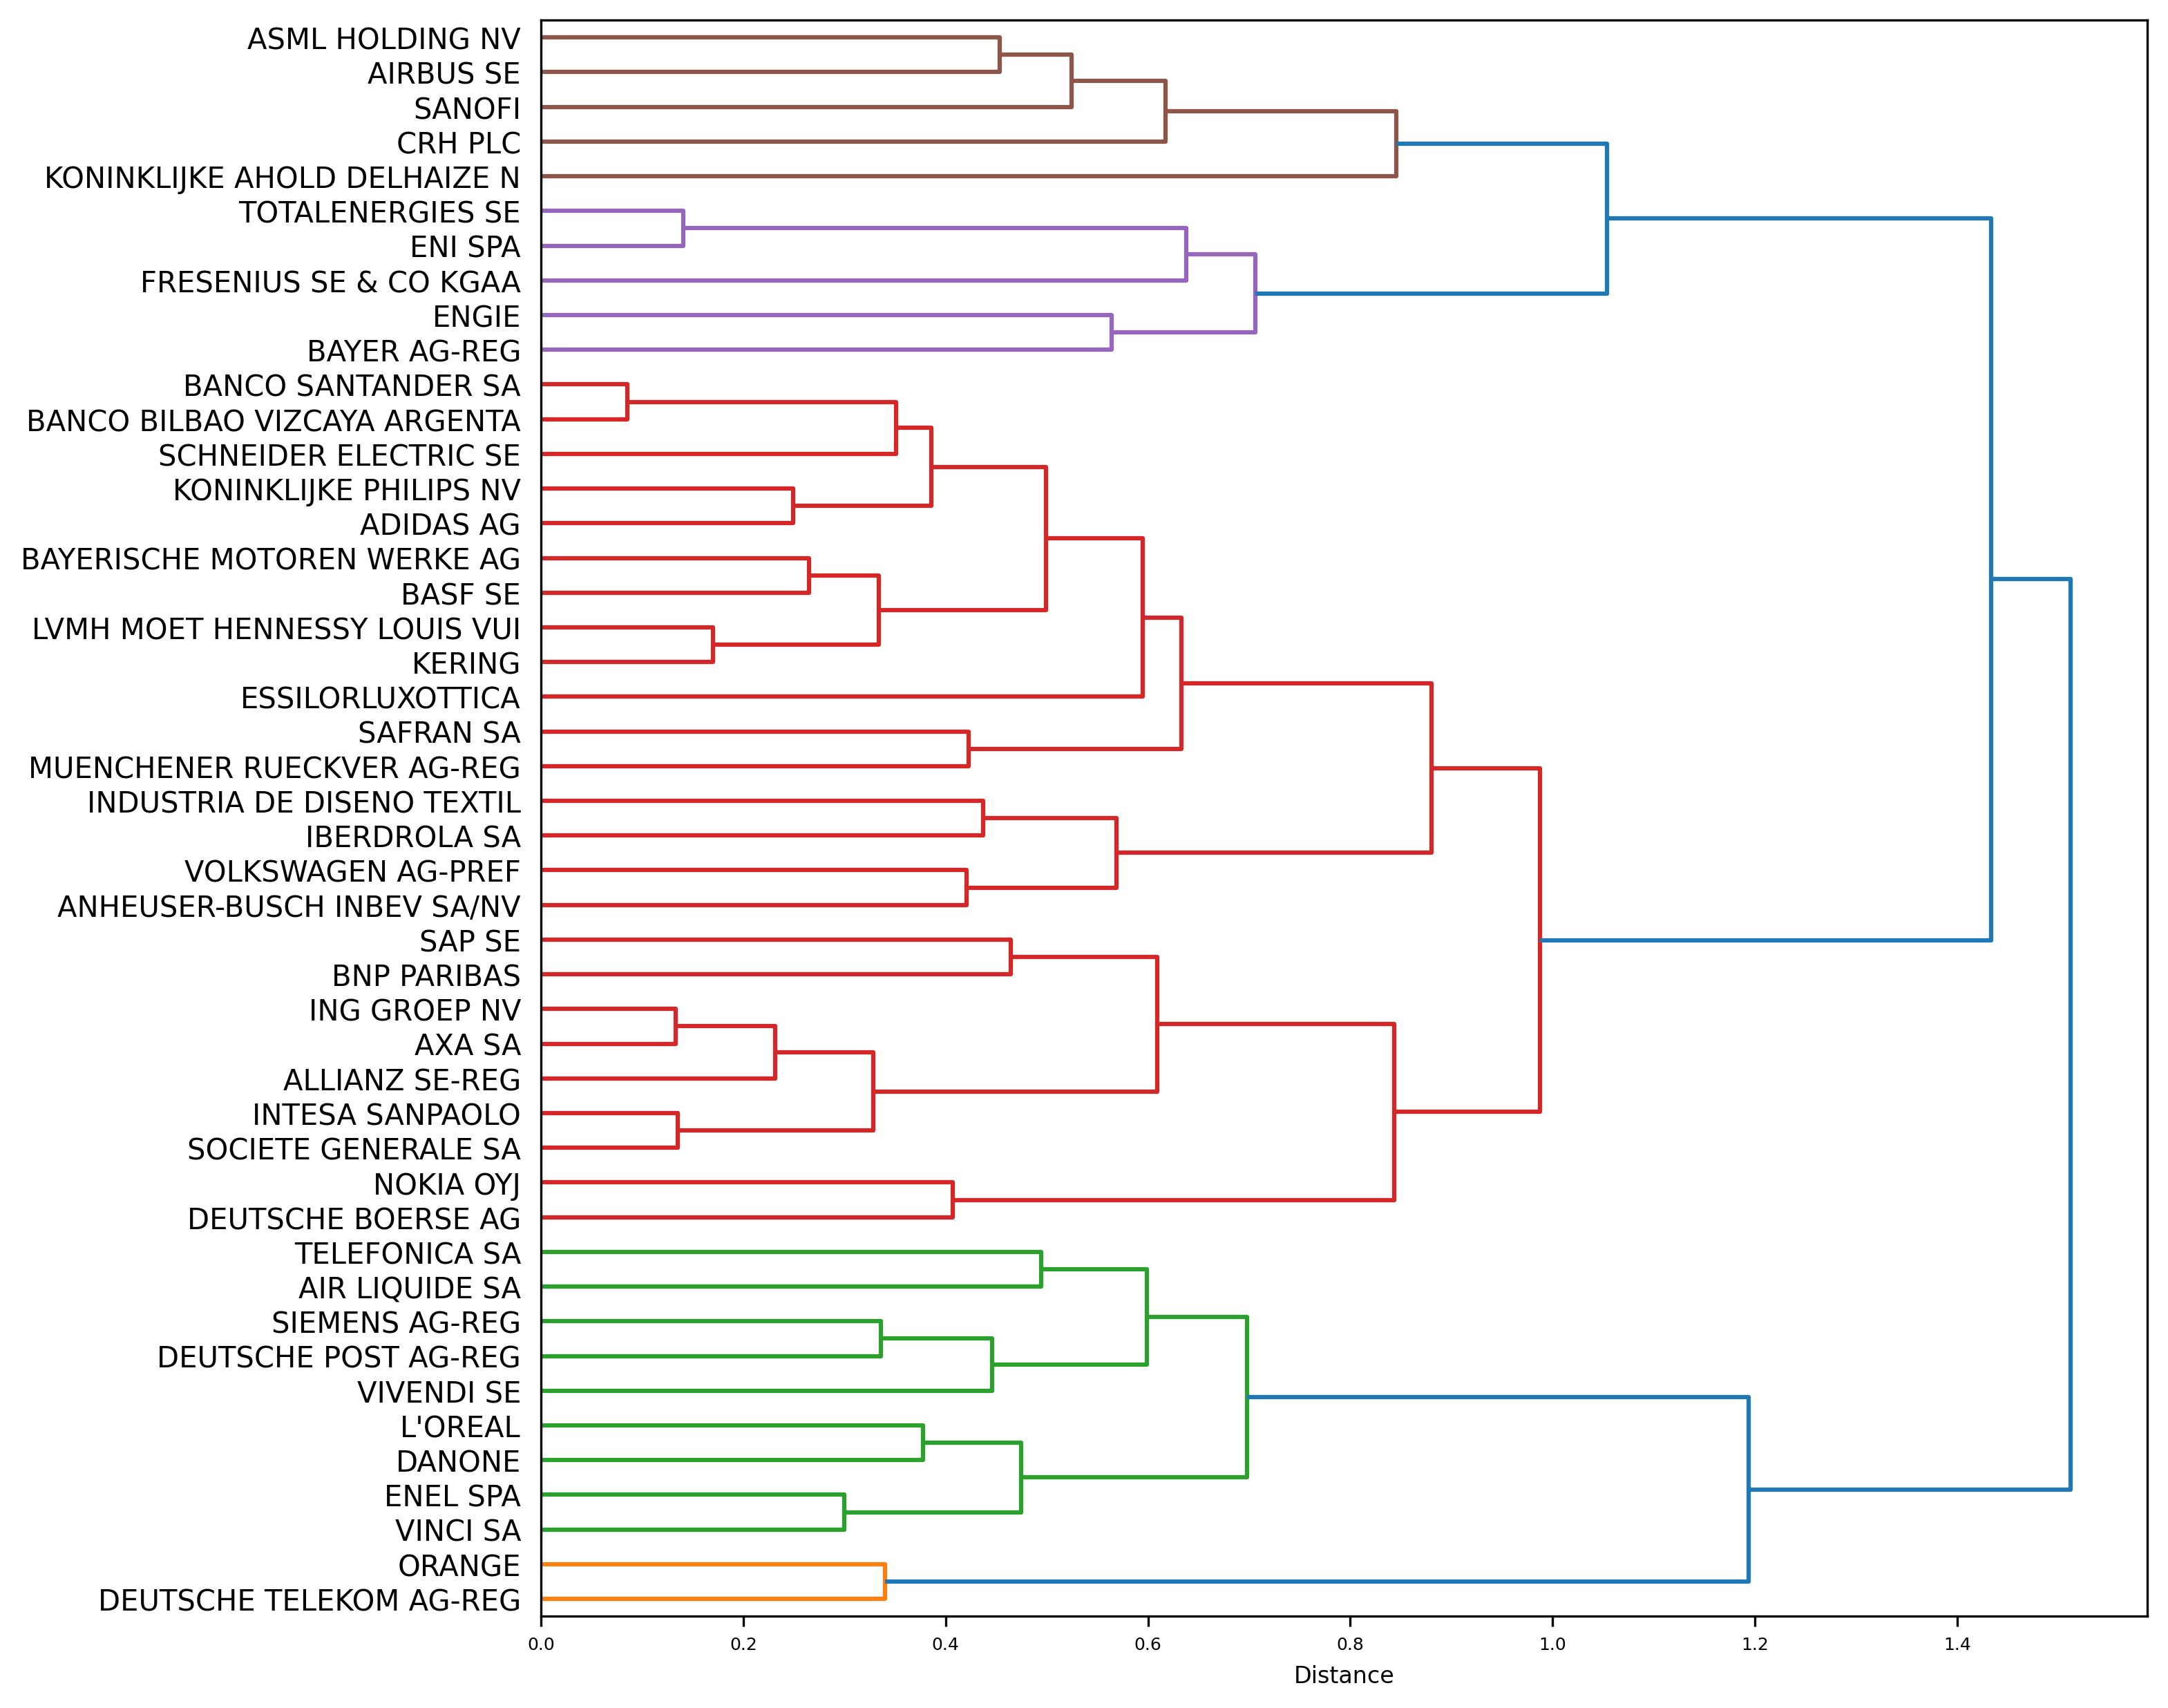 ASML HOLDING NV
AIRBUS SE
SANOFI
CRH PLC
KONINKLIJKE AHOLD DELHAIZE N
TOTALENERGIES SE
ENI SPA
FRESENIUS SE & CO KGAA
ENGIE
BAYER AG-REG
BANCO SANTANDER SA
BANCO BILBAO VIZCAYA ARGENTA
SCHNEIDER ELECTRIC SE
KONINKLIJKE PHILIPS NV
ADIDAS AG
BAYERISCHE MOTOREN WERKE AG
BASF SE
LVMH MOET HENNESSY LOUIS VUI
KERING
ESSILORLUXOTTICA
SAFRAN SA
MUENCHENER RUECKVER AG-REG
INDUSTRIA DE DISENO TEXTIL
IBERDROLA SA
VOLKSWAGEN AG-PREF
ANHEUSER-BUSCH INBEV SA/NV
SAP SE
BNP PARIBAS
ING GROEP NV
AXA SA
ALLIANZ SE-REG
INTESA SANPAOLO
SOCIETE GENERALE SA
NOKIA OYJ
DEUTSCHE BOERSE AG
TELEFONICA SA
AIR LIQUIDE SA
SIEMENS AG-REG
DEUTSCHE POST AG-REG
VIVENDI SE
L'OREAL
DANONE
ENEL SPA
VINCI SA
ORANGE
DEUTSCHE TELEKOM AG-REG
0.0 0.2 0.4 0.6 0.8 1.0 1.2 1.4
Distance